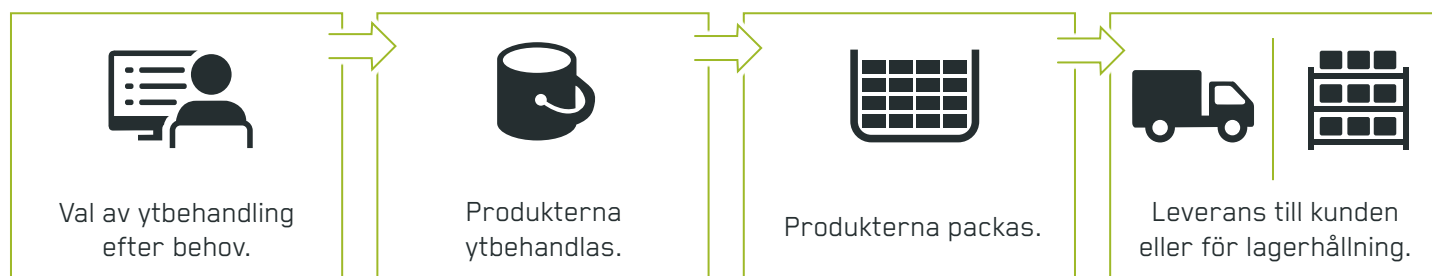 Val av ytbehandling
efter behov.
Produkterna
ytbehandlas.
Produkterna packas.
Leverans till kunden
eller för lagerhållning.